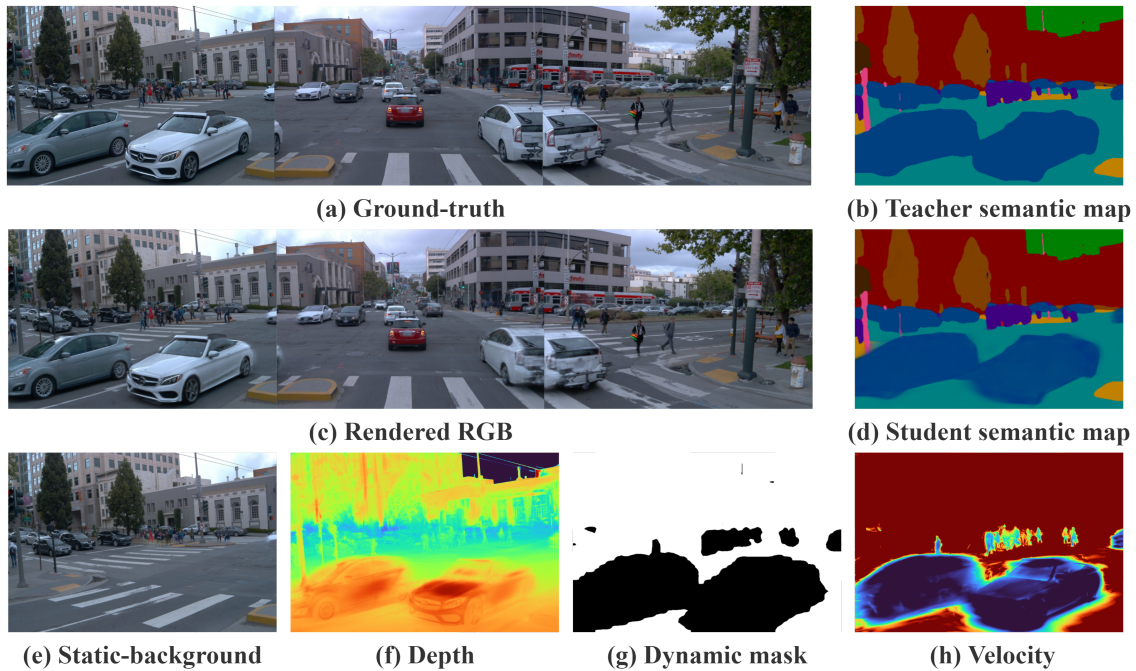 (a) Ground-truth
(b) Teacher semantic map
(c) Rendered RGB
(d) Student semantic map
(e) Static-background
(f) Depth
(g) Dynamic mask
(h) Velocity